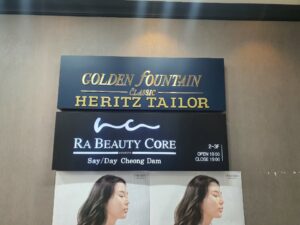 GOLDEN FOUNTAIN
CLASSIC
HERITZ TAILOR
RA BEAUTY CORE
Say/Day Cheong Dam
2-3F
OPEN 10:00
CLOSE 19:00